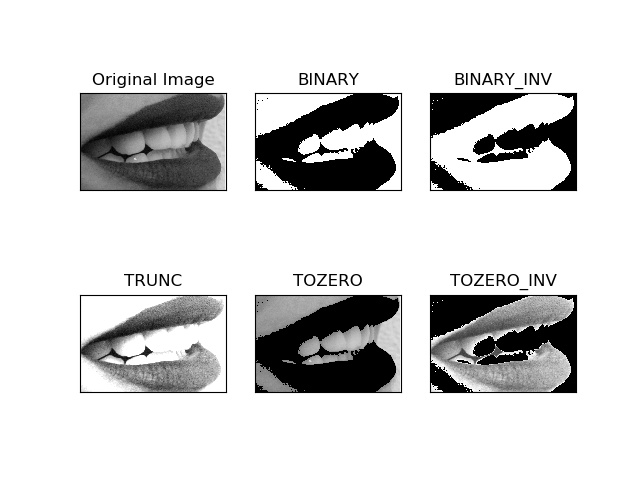 Original Image
BINARY
BINARY_INV
TRUNC
TOZERO
TOZERO_INV